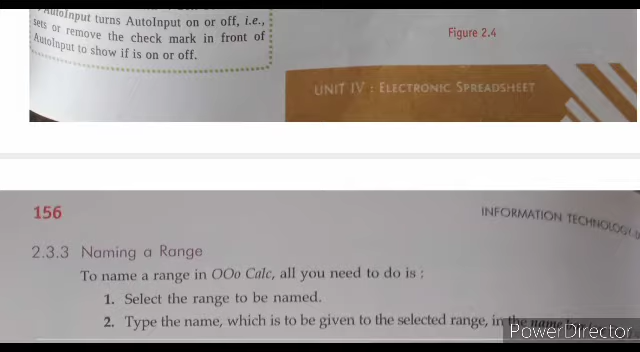 AutoInput turns AutoInput on or off, i.e.,
sets or remove the check mark in front of
AutoInput to show if is on or off.
Figure 2.4
UNIT IV : ELECTRONIC SPREADSHEET
156
INFORMATION TECHNOLOGY
2.3.3 Naming a Range
To name a range in OOo Calc, all you need to do is :
1. Select the range to be named.
2. Type the name, which is to be given to the selected range, in the name
PowerDirector